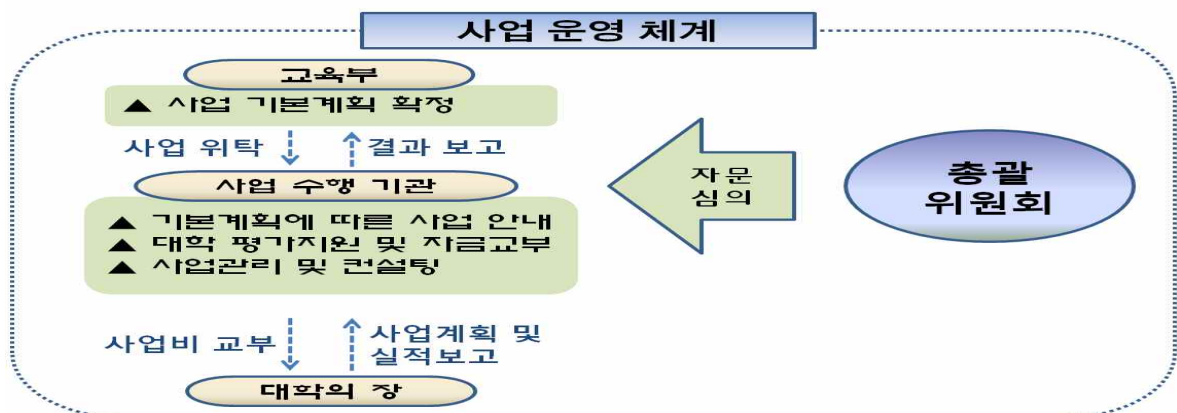 사업 운영 체계
교육부
▲ 사업 기본계획 확정
사업 위탁
결과 보고
사업 수행 기관
▲ 기본계획에 따른 사업 안내
▲ 대학 평가지원 및 자금교부
▲ 사업관리 및 컨설팅
자문
심의
총괄
위원회
사업비 교부
사업계획 및
실적보고
대학의 장